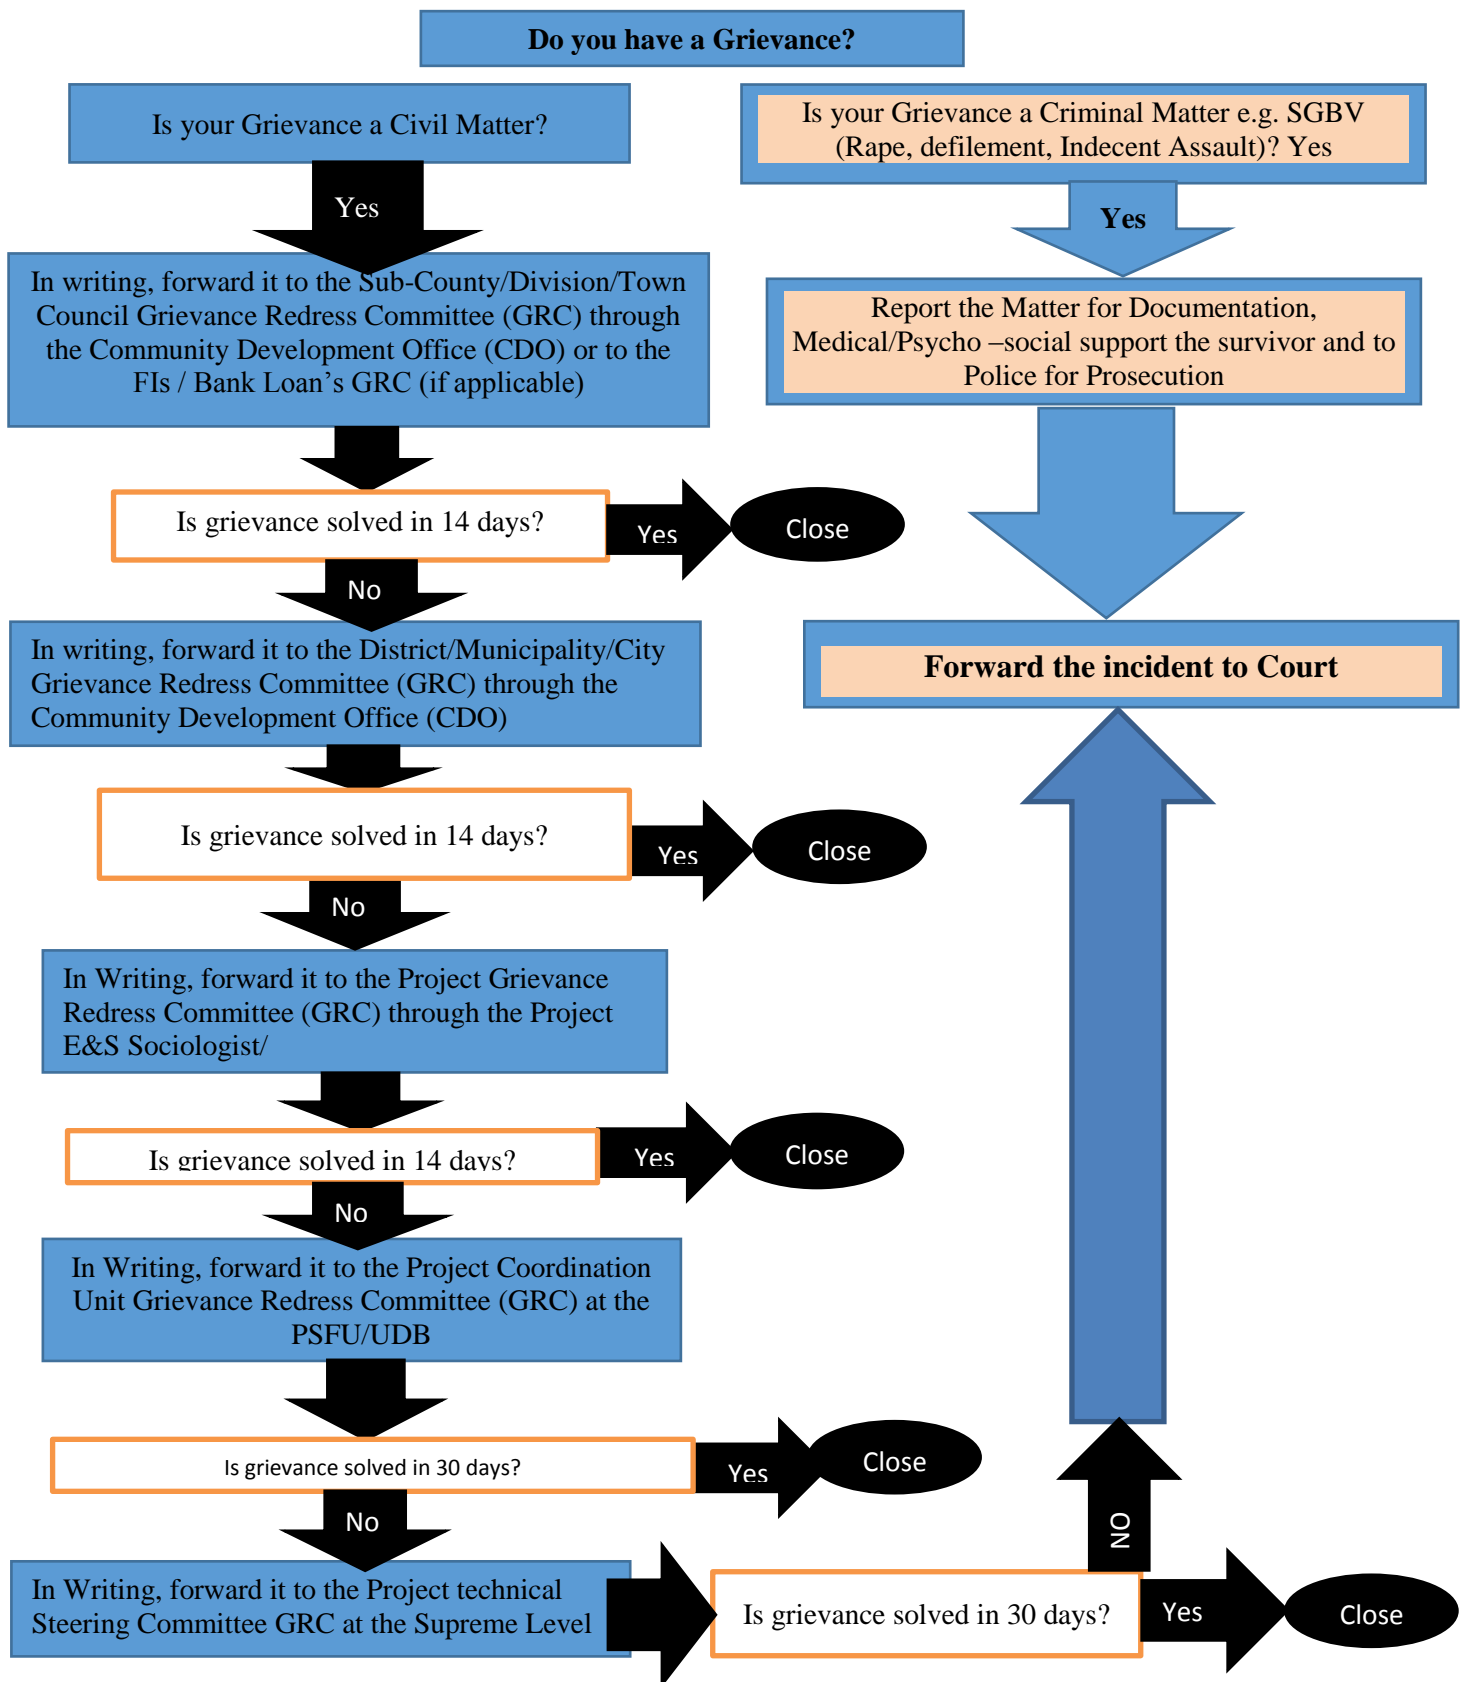 Do you have a Grievance?
Is your Grievance a Civil Matter?
Is your Grievance a Criminal Matter e.g. SGBV
(Rape, defilement, Indecent Assault)? Yes
Yes
Yes
In writing, forward it to the Sub-County/Division/Town
Council Grievance Redress Committee (GRC) through
the Community Development Office (CDO) or to the
FIs / Bank Loan’s GRC (if applicable)
Report the Matter for Documentation,
Medical/Psycho –social support the survivor and to
Police for Prosecution
Is grievance solved in 14 days?
Yes
Close
No
In writing, forward it to the District/Municipality/City
Grievance Redress Committee (GRC) through the
Community Development Office (CDO)
Forward the incident to Court
Is grievance solved in 14 days?
Yes
Close
No
In Writing, forward it to the Project Grievance
Redress Committee (GRC) through the Project
E&S Sociologist/
Is grievance solved in 14 days?
Yes
Close
No
In Writing, forward it to the Project Coordination
Unit Grievance Redress Committee (GRC) at the
PSFU/UDB
Is grievance solved in 30 days?
Yes
Close
No
NO
In Writing, forward it to the Project technical
Steering Committee GRC at the Supreme Level
Is grievance solved in 30 days?
Yes
Close